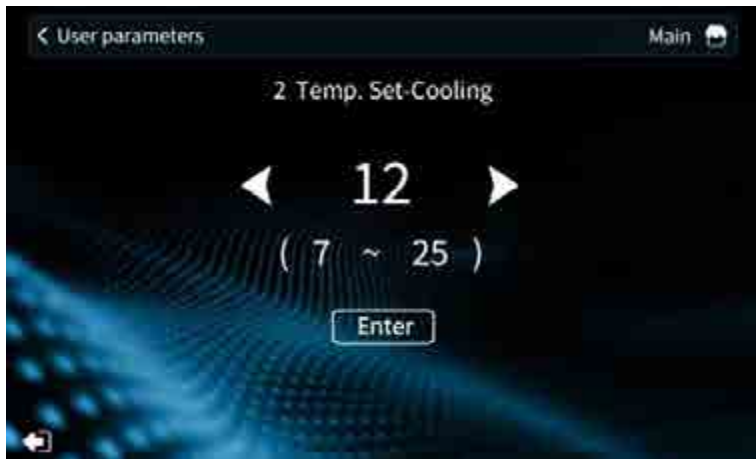 < User parameters Main
2 Temp. Set-Cooling
12
( 7 ~ 25 )
Enter